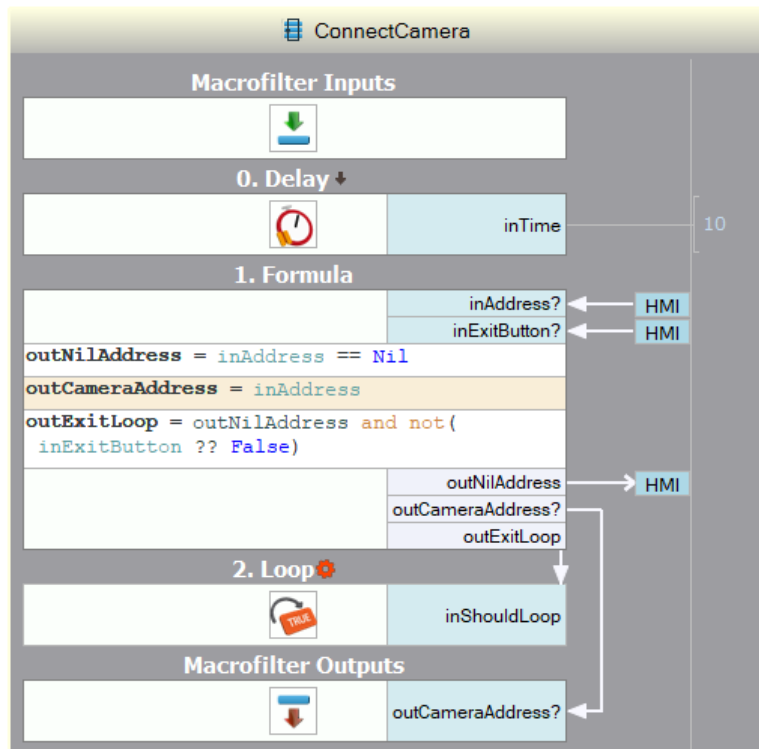 ConnectCamera
Macrofilter Inputs
0. Delay
inTime
10
1. Formula
inAddress?
HMI
inExitButton?
HMI
outNilAddress = inAddress == Nil
outCameraAddress = inAddress
outExitLoop = outNilAddress and not(
inExitButton ?? False)
outNilAddress
HMI
outCameraAddress?
outExitLoop
2. Loop
TRUE
inShouldLoop
Macrofilter Outputs
outCameraAddress?